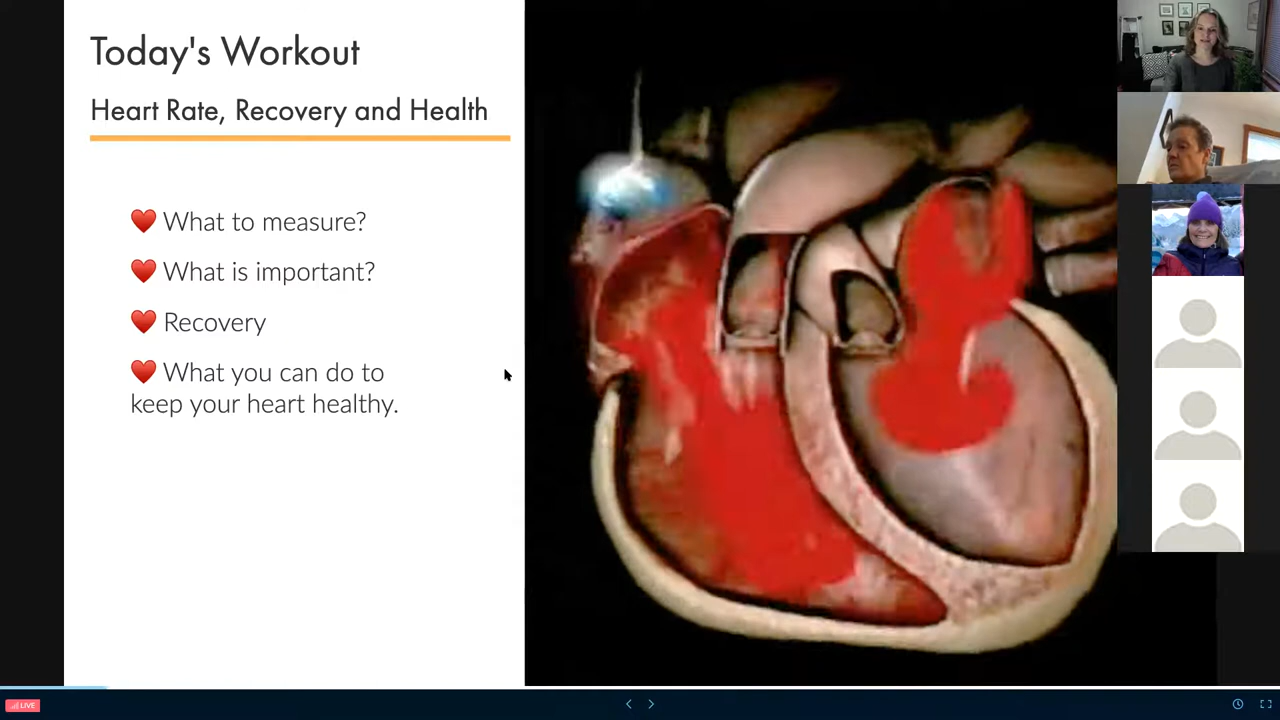 Today's Workout
Heart Rate, Recovery and Health
What to measure?
What is important?
Recovery
What you can do to
keep your heart healthy.
LIVE